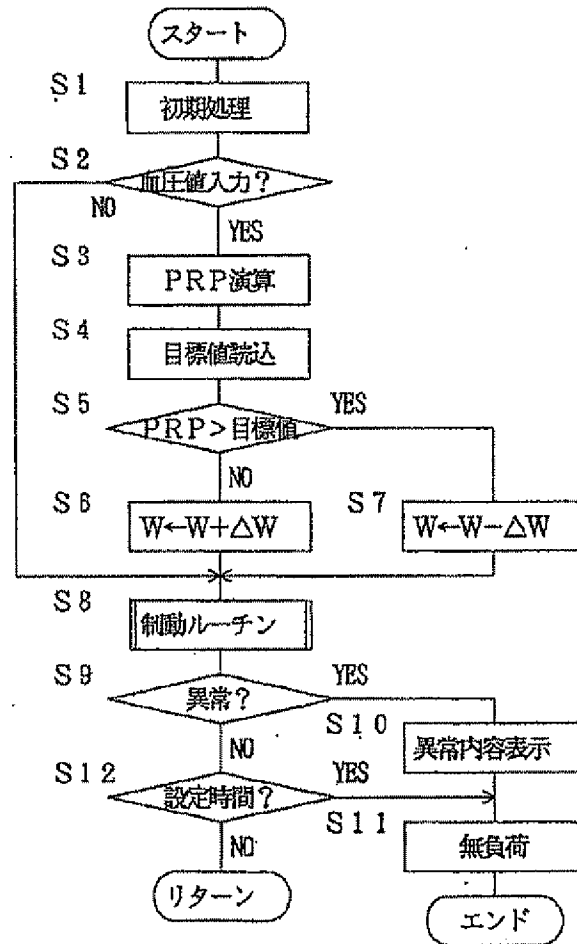 スタート
S1
初期処理
S2
血圧値入力?
NO
YES
S3
PRP演算
S4
目標値読込
S5
PRP>目標値
YES
NO
S6
W←W+△W
S7
W←W-△W
S8
制動ルーチン
S9
異常?
YES
NO
S10
異常内容表示
S12
設定時間?
YES
NO
S11
無負荷
リターン
エンド